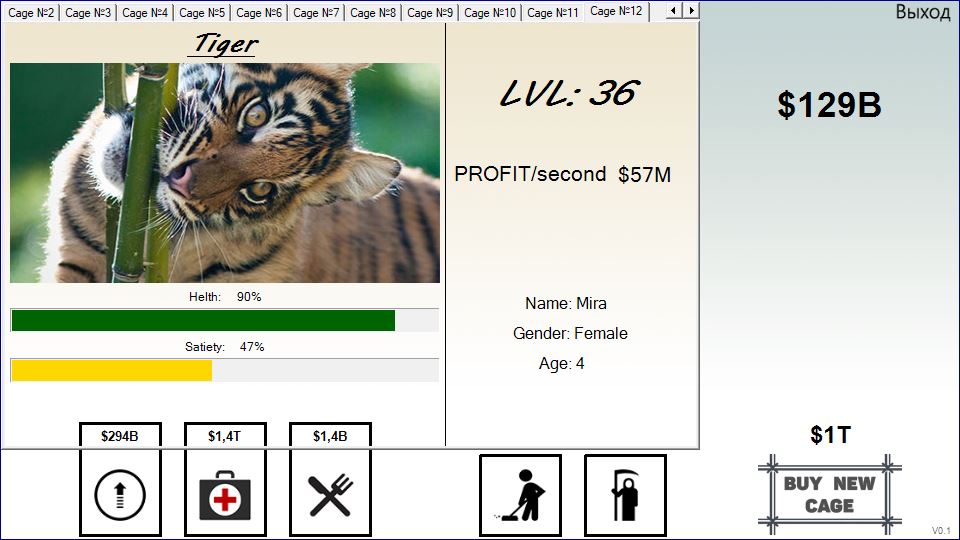 Cage №2 Cage №3 Cage №4 Cage №5 Cage №6 Cage №7 Cage №8 Cage №9 Cage №10 Cage №11 Cage №12
Выход
Tiger
LVL: 36
$129B
PROFIT/second $57M
Helth: 90%
Name: Mira
Gender: Female
Satiety: 47%
Age: 4
$294B $1,4T $1,4B
$1T
BUY NEW
CAGE
V0.1